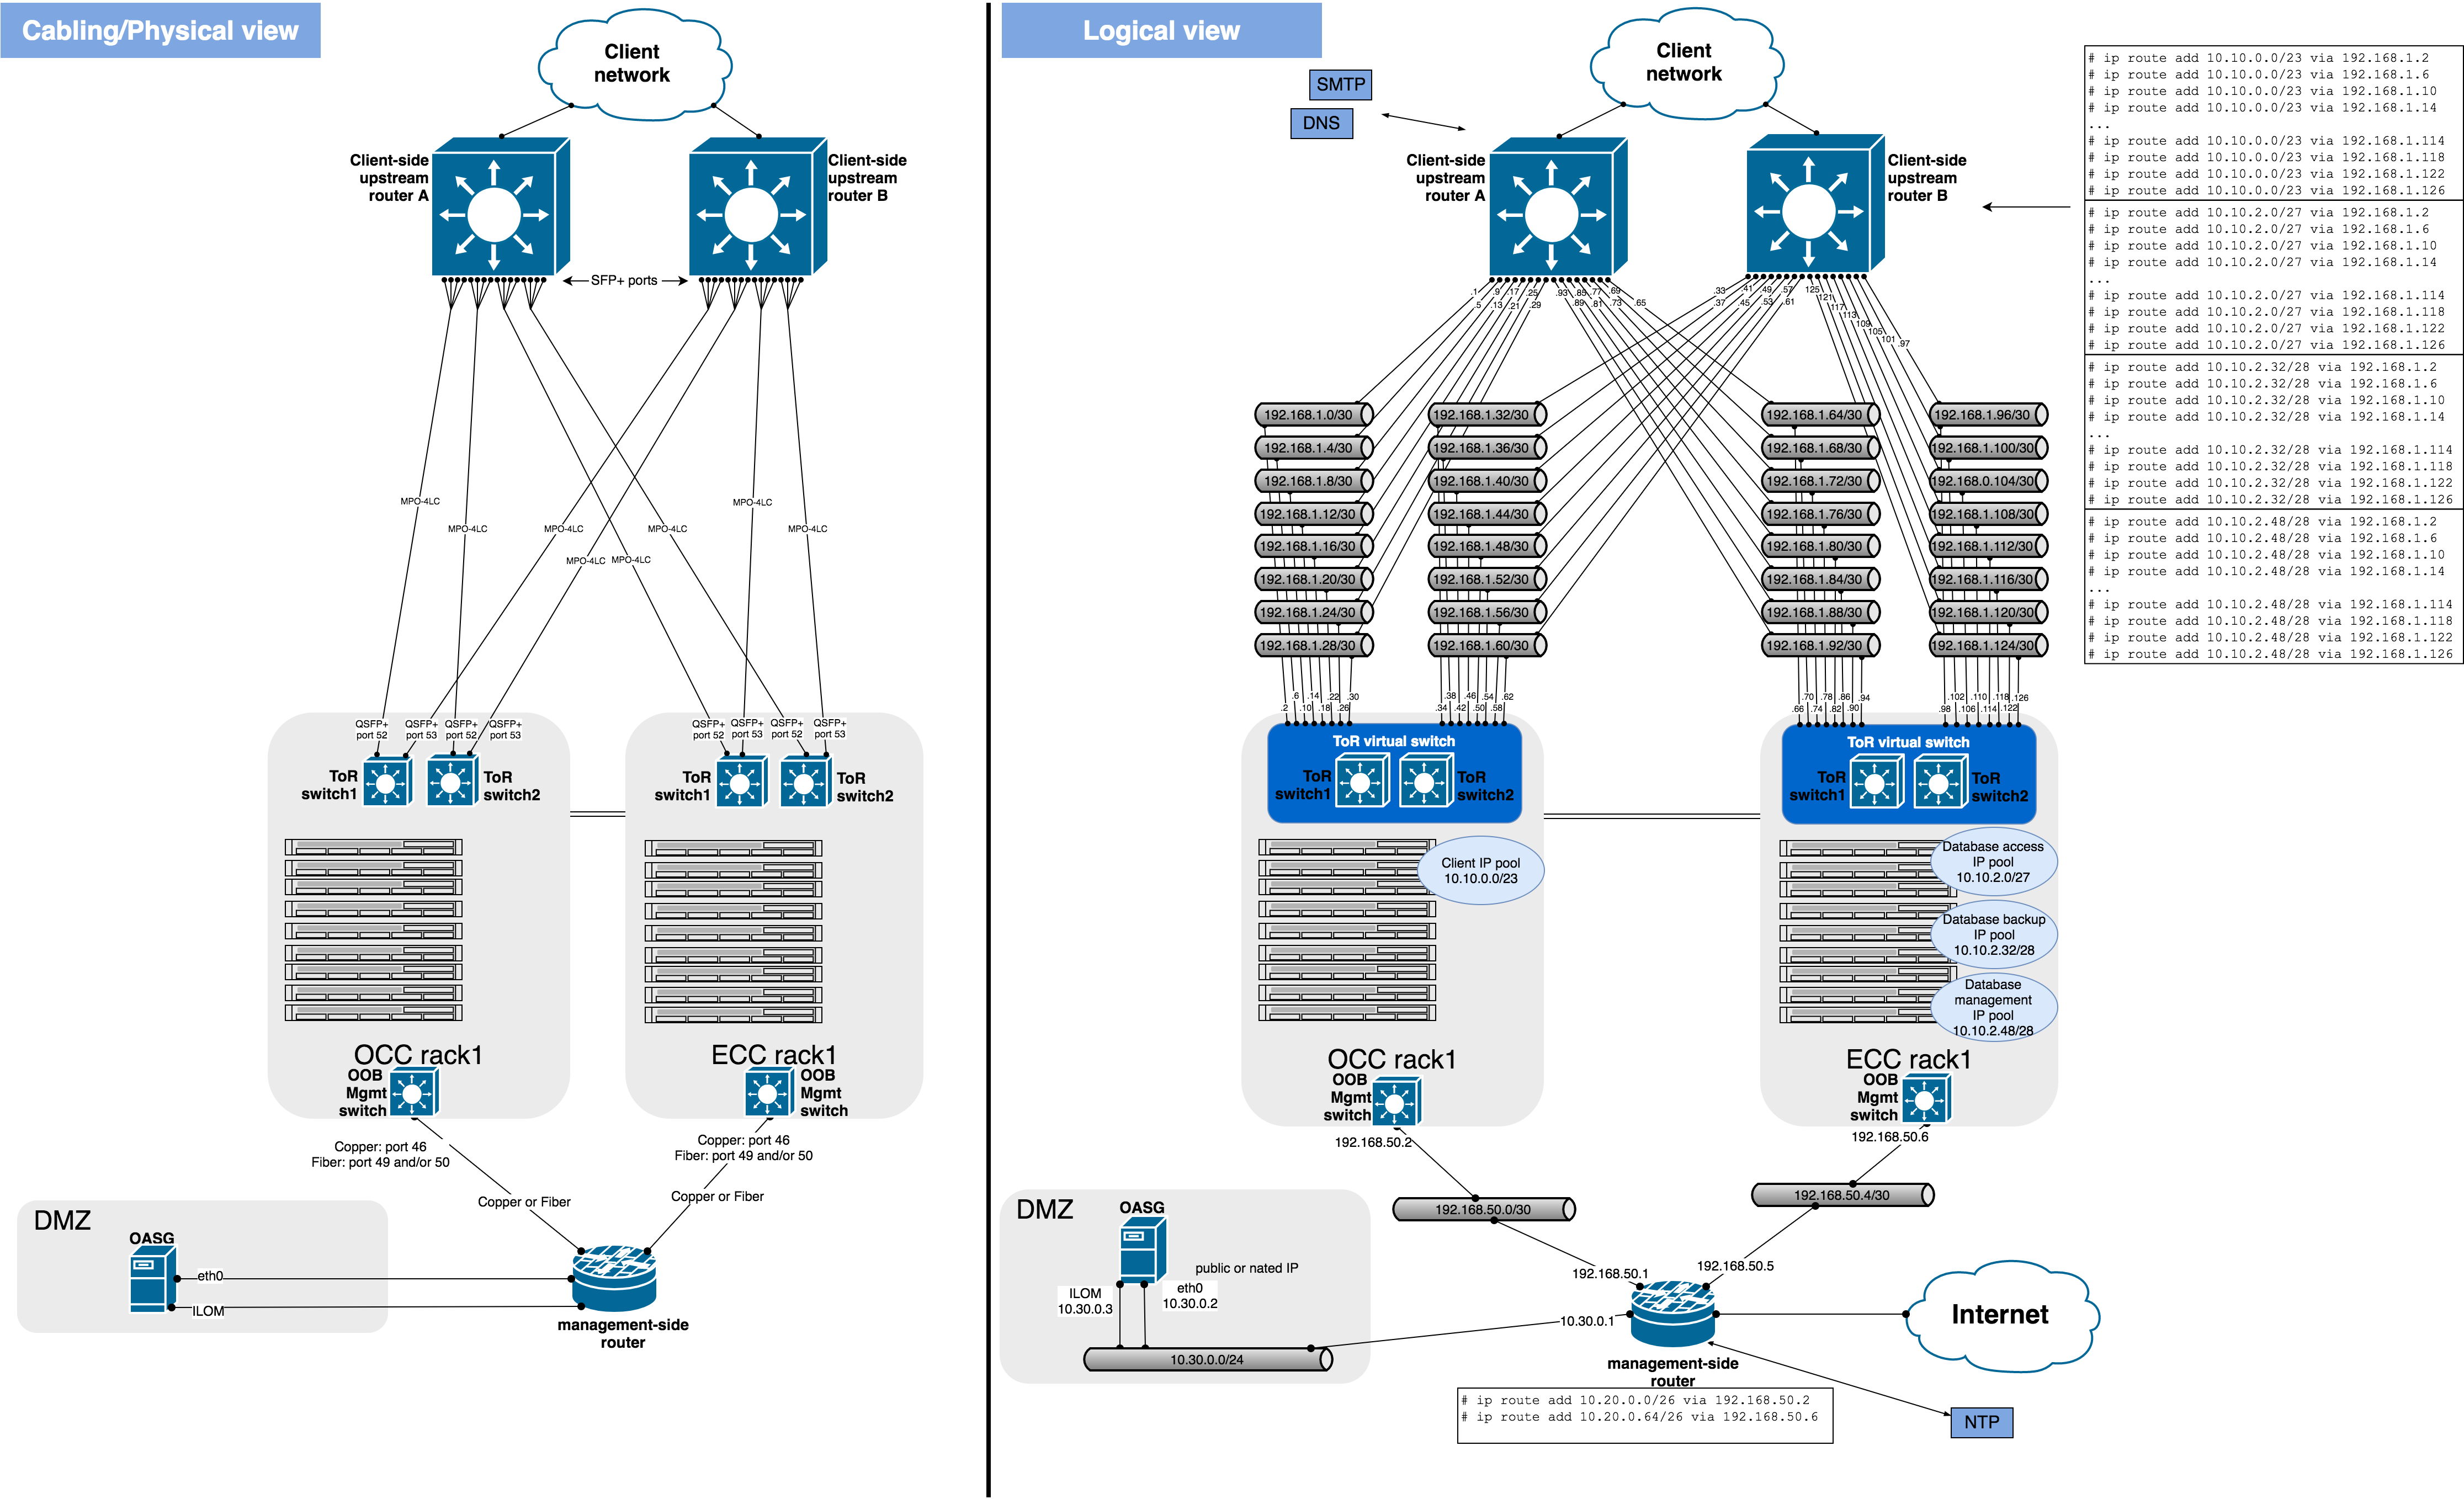 Cabling/Physical view
Client
network
Client-side
upstream
router A
Client-side
upstream
router B
SFP+ ports
MPO-4LC
MPO-4LC
MPO-4LC
MPO-4LC
MPO-4LC
MPO-4LC
MPO-4LC
MPO-4LC
QSFP+
port 52
QSFP+
port 53
QSFP+
port 52
QSFP+
port 53
QSFP+
port 52
QSFP+
port 53
QSFP+
port 52
QSFP+
port 53
ToR
switch1
ToR
switch2
ToR
switch1
ToR
switch2
OCC rack1
OOB
Mgmt
switch
ECC rack1
OOB
Mgmt
switch
Copper: port 46
Fiber: port 49 and/or 50
Copper: port 46
Fiber: port 49 and/or 50
Copper or Fiber
Copper or Fiber
DMZ
OASG
eth0
ILOM
management-side
router
Logical view
Client
network
SMTP
DNS
Client-side
upstream
router A
Client-side
upstream
router B
.1
.9
.17
.25
.5
.13
.21
.29
.93
.85
.77
.69
.89
.81
.73
.65
.33
.41
.49
.57
.37
.45
.53
.61
125
121
117
113
109
105
101
.97
192.168.1.0/30
192.168.1.4/30
192.168.1.8/30
192.168.1.12/30
192.168.1.16/30
192.168.1.20/30
192.168.1.24/30
192.168.1.28/30
192.168.1.32/30
192.168.1.36/30
192.168.1.40/30
192.168.1.44/30
192.168.1.48/30
192.168.1.52/30
192.168.1.56/30
192.168.1.60/30
192.168.1.64/30
192.168.1.68/30
192.168.1.72/30
192.168.1.76/30
192.168.1.80/30
192.168.1.84/30
192.168.1.88/30
192.168.1.92/30
192.168.1.96/30
192.168.1.100/30
192.168.0.104/30
192.168.1.108/30
192.168.1.112/30
192.168.1.116/30
192.168.1.120/30
192.168.1.124/30
.6
.14
.22
.30
.2
.10
.18
.26
.38
.46
.54
.62
.34
.42
.50
.58
.70
.78
.86
.94
.66
.74
.82
.90
.102
.110
.118
.126
.98
.106
.114
.122
ToR virtual switch
ToR
switch1
ToR
switch2
ToR virtual switch
ToR
switch1
ToR
switch2
Client IP pool
10.10.0.0/23
Database access
IP pool
10.10.2.0/27
Database backup
IP pool
10.10.2.32/28
Database
management
IP pool
10.10.2.48/28
OCC rack1
OOB
Mgmt
switch
ECC rack1
OOB
Mgmt
switch
192.168.50.2
192.168.50.6
192.168.50.0/30
192.168.50.4/30
192.168.50.1
192.168.50.5
DMZ
OASG
public or nated IP
ILOM
10.30.0.3
eth0
10.30.0.2
10.30.0.0/24
10.30.0.1
management-side
router
Internet
NTP
# ip route add 10.20.0.0/26 via 192.168.50.2
# ip route add 10.20.0.64/26 via 192.168.50.6
# ip route add 10.10.0.0/23 via 192.168.1.2
# ip route add 10.10.0.0/23 via 192.168.1.6
# ip route add 10.10.0.0/23 via 192.168.1.10
# ip route add 10.10.0.0/23 via 192.168.1.14
...
# ip route add 10.10.0.0/23 via 192.168.1.114
# ip route add 10.10.0.0/23 via 192.168.1.118
# ip route add 10.10.0.0/23 via 192.168.1.122
# ip route add 10.10.0.0/23 via 192.168.1.126
# ip route add 10.10.2.0/27 via 192.168.1.2
# ip route add 10.10.2.0/27 via 192.168.1.6
# ip route add 10.10.2.0/27 via 192.168.1.10
# ip route add 10.10.2.0/27 via 192.168.1.14
...
# ip route add 10.10.2.0/27 via 192.168.1.114
# ip route add 10.10.2.0/27 via 192.168.1.118
# ip route add 10.10.2.0/27 via 192.168.1.122
# ip route add 10.10.2.0/27 via 192.168.1.126
# ip route add 10.10.2.32/28 via 192.168.1.2
# ip route add 10.10.2.32/28 via 192.168.1.6
# ip route add 10.10.2.32/28 via 192.168.1.10
# ip route add 10.10.2.32/28 via 192.168.1.14
...
# ip route add 10.10.2.32/28 via 192.168.1.114
# ip route add 10.10.2.32/28 via 192.168.1.118
# ip route add 10.10.2.32/28 via 192.168.1.122
# ip route add 10.10.2.32/28 via 192.168.1.126
# ip route add 10.10.2.48/28 via 192.168.1.2
# ip route add 10.10.2.48/28 via 192.168.1.6
# ip route add 10.10.2.48/28 via 192.168.1.10
# ip route add 10.10.2.48/28 via 192.168.1.14
...
# ip route add 10.10.2.48/28 via 192.168.1.114
# ip route add 10.10.2.48/28 via 192.168.1.118
# ip route add 10.10.2.48/28 via 192.168.1.122
# ip route add 10.10.2.48/28 via 192.168.1.126